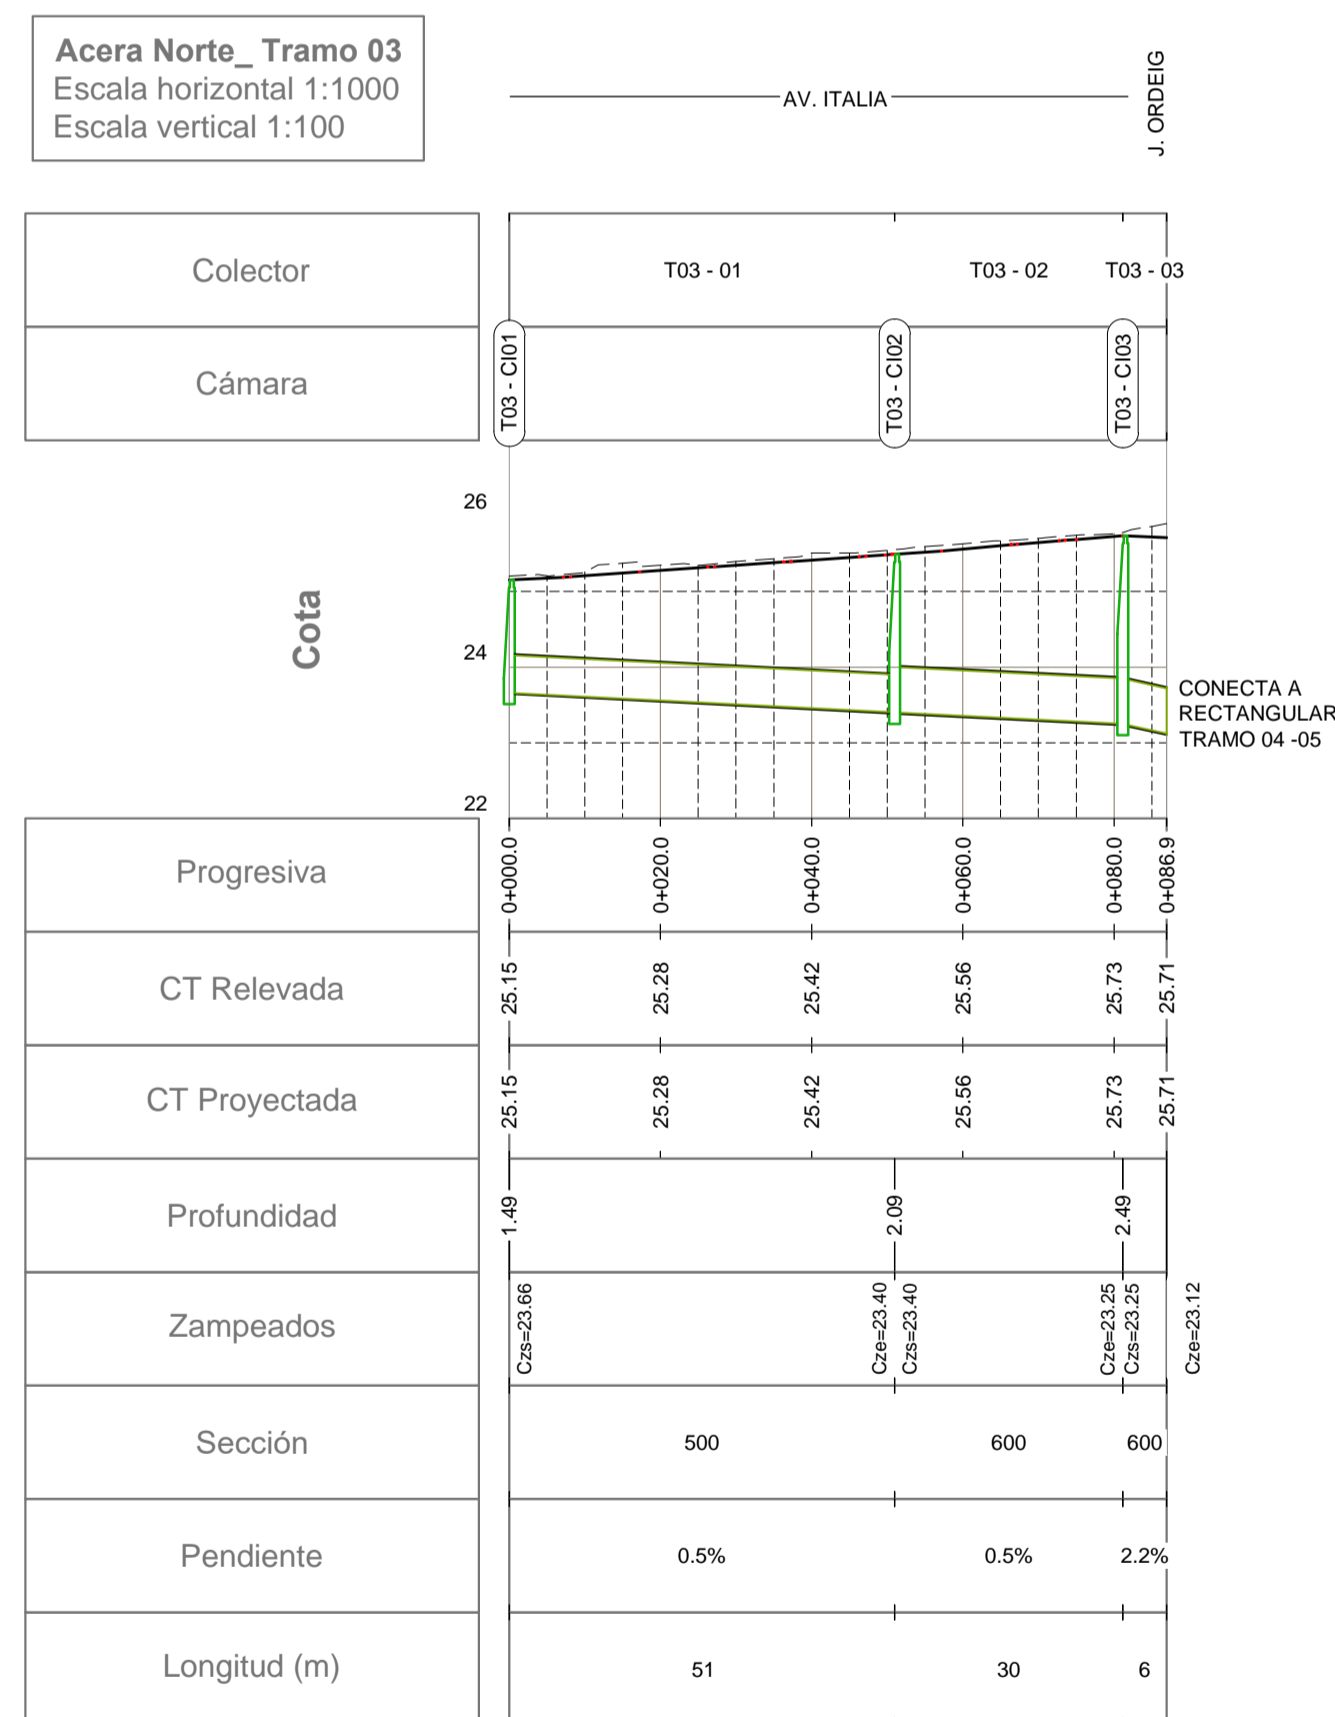 Acera Norte_ Tramo 03
Escala horizontal 1:1000
Escala vertical 1:100
AV. ITALIA
J. ORDEIG
Colector
T03 - 01
T03 - 02
T03 - 03
Cámara
T03 - CI01
T03 - CI02
T03 - CI03
Cota
26
24
22
CONECTA A
RECTANGULAR
TRAMO 04 -05
Progresiva
0+000.0
0+020.0
0+040.0
0+060.0
0+080.0
0+086.9
CT Relevada
25.15
25.28
25.42
25.56
25.73
25.71
CT Proyectada
25.15
25.28
25.42
25.56
25.73
25.71
Profundidad
1.49
2.09
2.49
Zampeados
Czs=23.66
Cze=23.40
Czs=23.40
Cze=23.25
Czs=23.25
Cze=23.12
Sección
500
600
600
Pendiente
0.5%
0.5%
2.2%
Longitud (m)
51
30
6